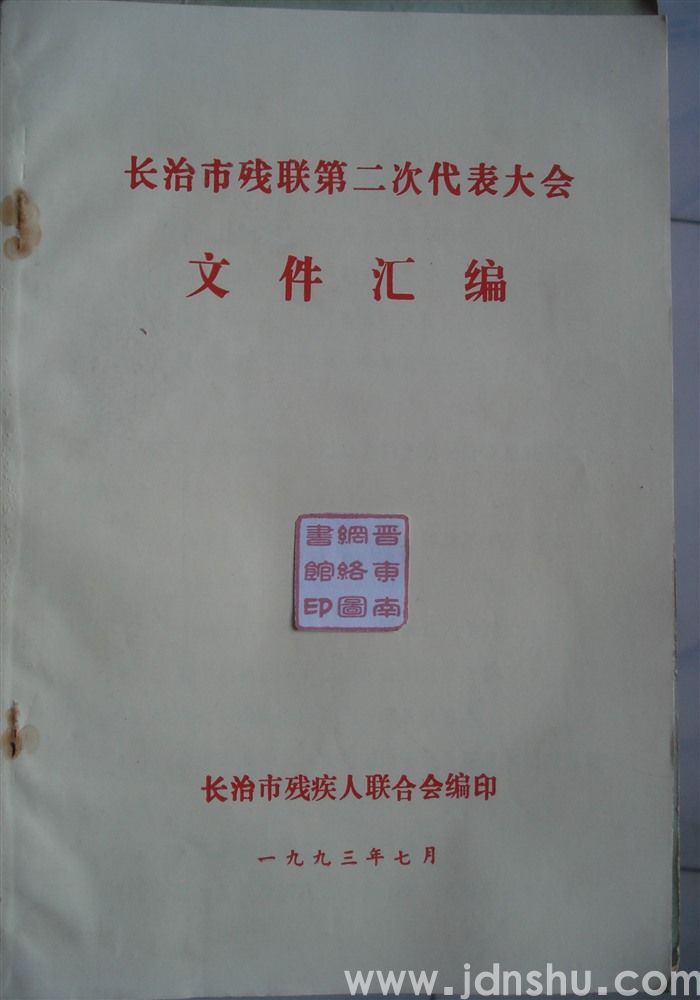 长治市残联第二次代表大会
文件汇编
晋東南
網絡圖
書館印
长治市残疾人联合会编印
一九九三年七月
www.jdnshu.com